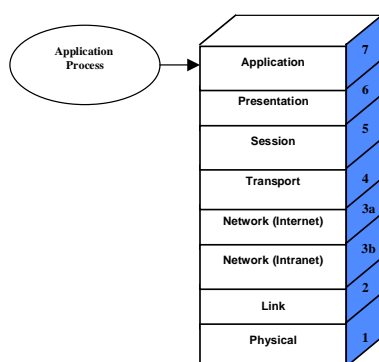 Application
Process
Application
7
Presentation
6
Session
5
Transport
4
Network (Internet)
3a
Network (Intranet)
3b
Link
2
Physical
1